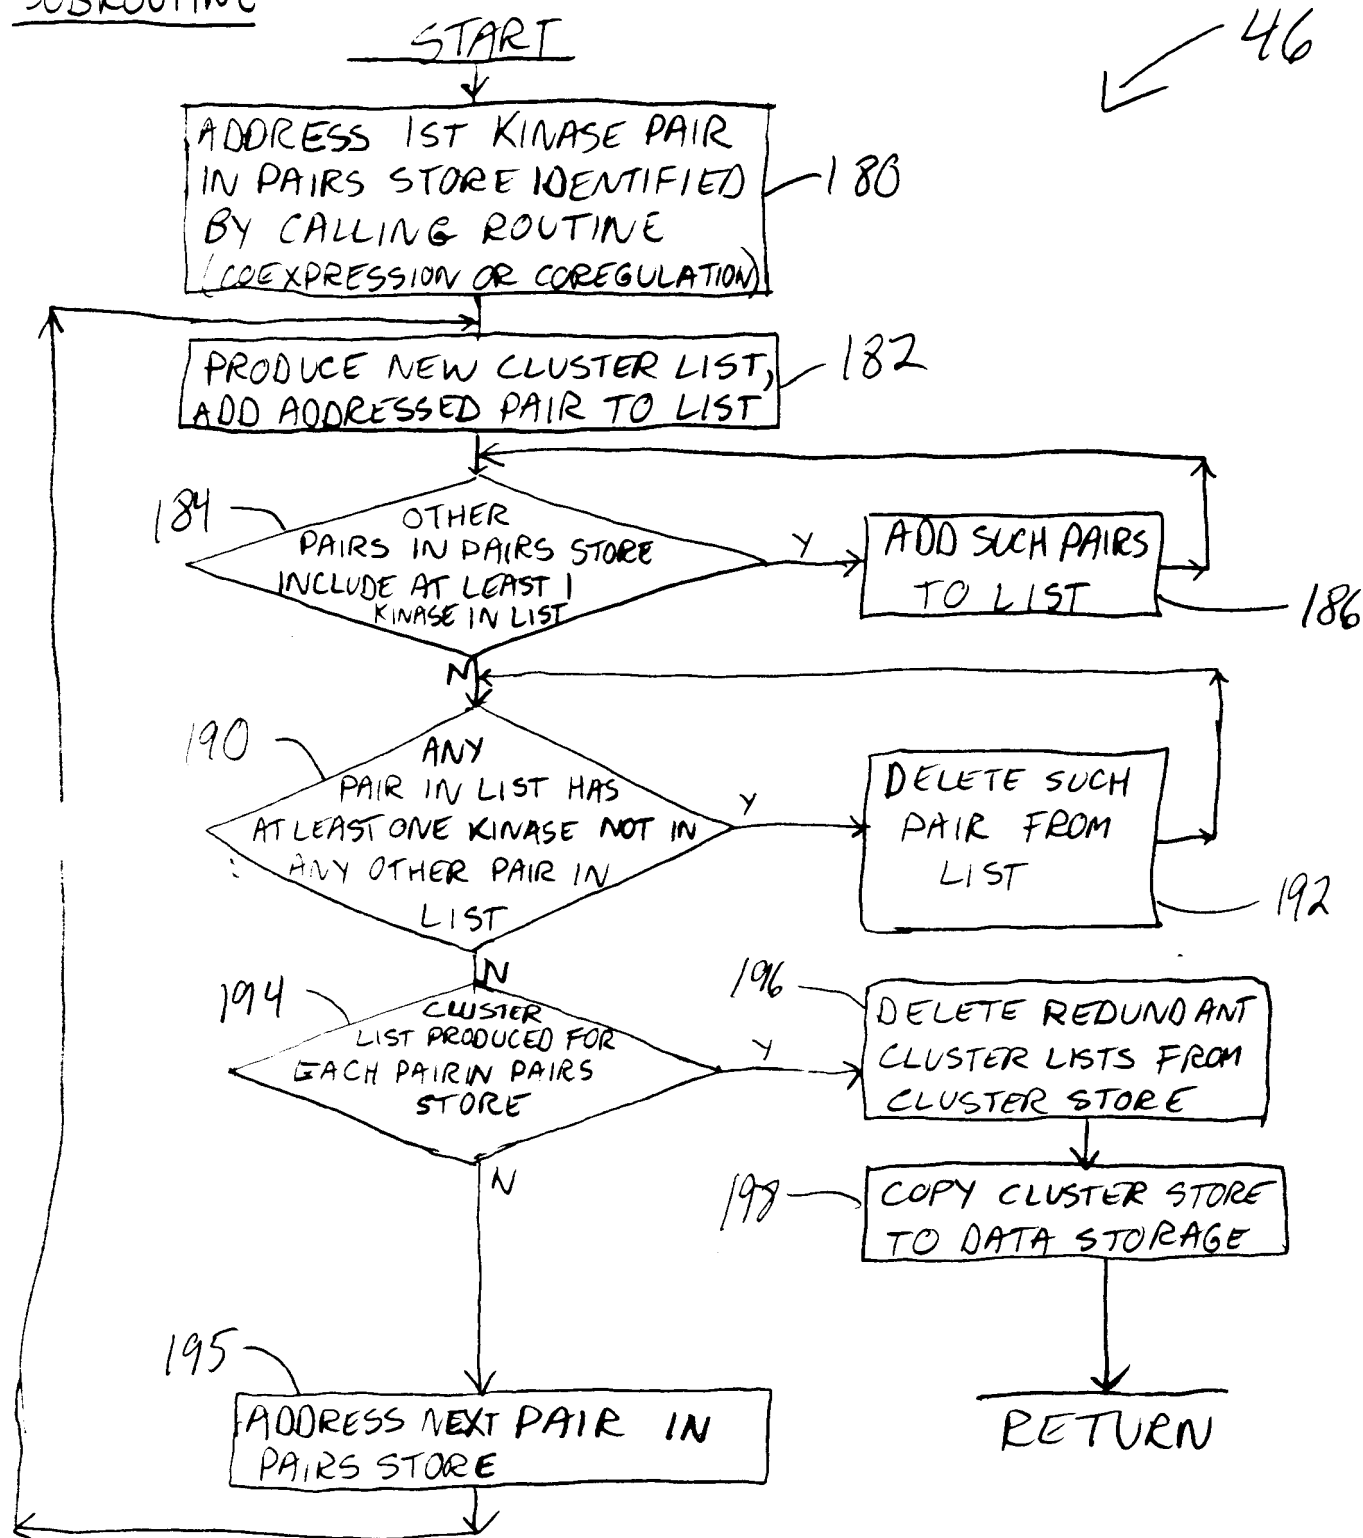 SUBROUTINE
START
46
ADDRESS 1ST KINASE PAIR
IN PAIRS STORE IDENTIFIED
BY CALLING ROUTINE
(COEXPRESSION OR COREGULATION)
180
PRODUCE NEW CLUSTER LIST,
ADD ADDRESSED PAIR TO LIST
182
184
OTHER
PAIRS IN PAIRS STORE
INCLUDE AT LEAST 1
KINASE IN LIST
Y
ADD SUCH PAIRS
TO LIST
186
N
190
ANY
PAIR IN LIST HAS
AT LEAST ONE KINASE NOT IN
ANY OTHER PAIR IN
LIST
Y
DELETE SUCH
PAIR FROM
LIST
192
N
194
CLUSTER
LIST PRODUCED FOR
EACH PAIR IN PAIRS
STORE
Y
196
DELETE REDUNDANT
CLUSTER LISTS FROM
CLUSTER STORE
N
198
COPY CLUSTER STORE
TO DATA STORAGE
195
ADDRESS NEXT PAIR IN
PAIRS STORE
RETURN